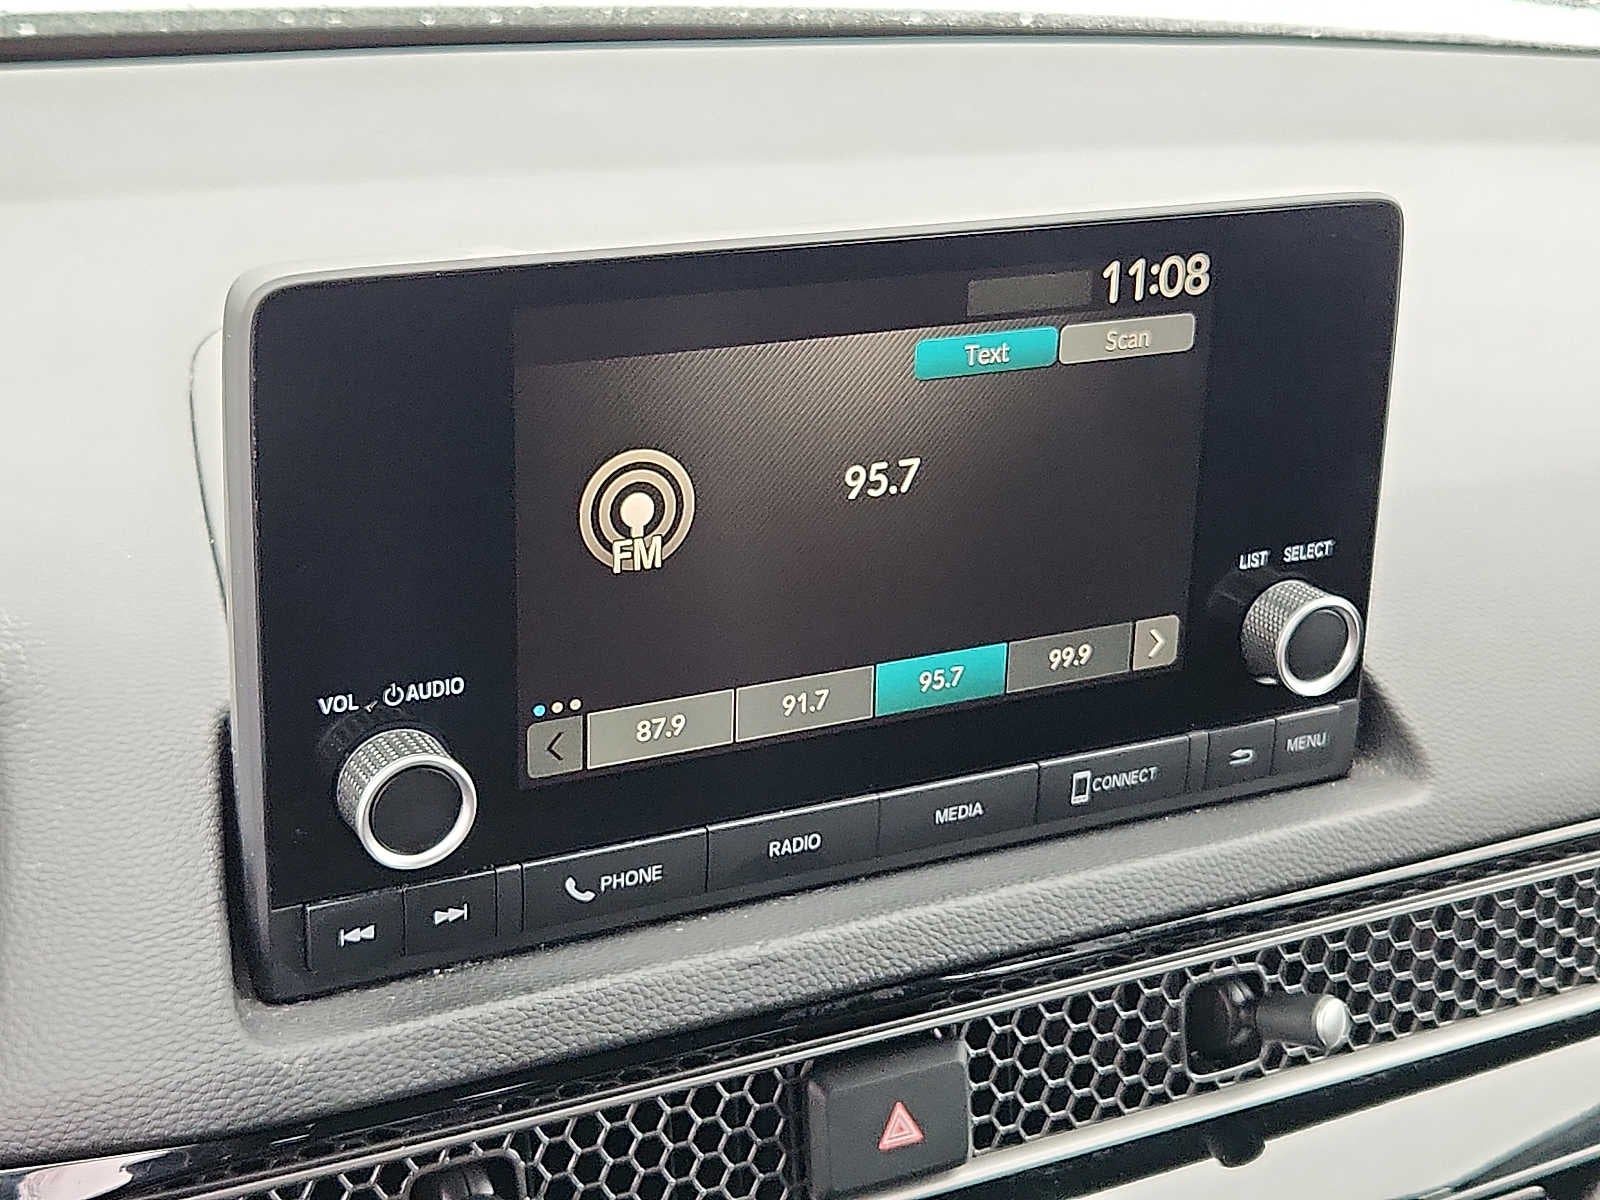 11:08
Text Scan
95.7
FM
LIST SELECT
VOL AUDIO
87.9 91.7 95.7 99.9
PHONE RADIO MEDIA CONNECT MENU